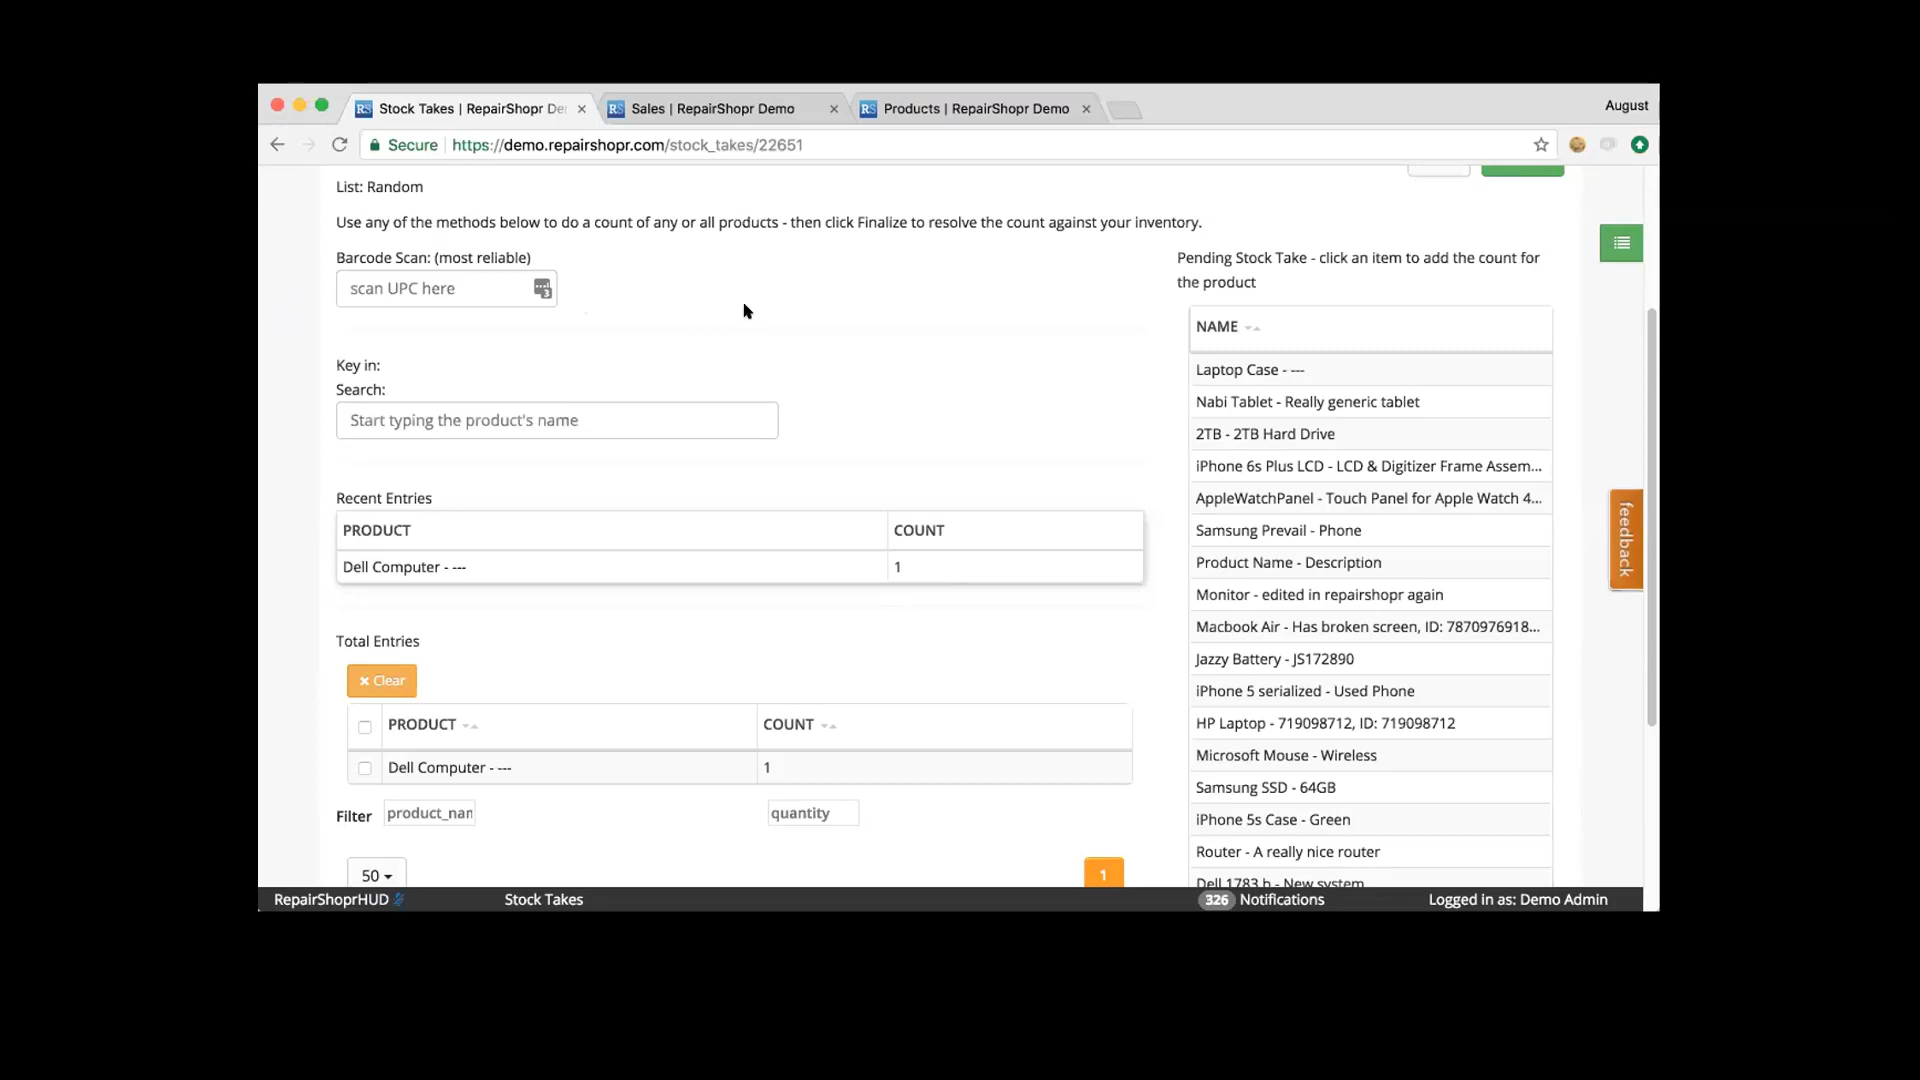 Stock Takes | RepairShopr De
Sales | RepairShopr Demo
Products | RepairShopr Demo
August
Secure
https://demo.repairshopr.com/stock_takes/22651
List: Random
Use any of the methods below to do a count of any or all products - then click Finalize to resolve the count against your inventory.
Barcode Scan: (most reliable)
scan UPC here
3
Key in:
Search:
Start typing the product's name
Recent Entries
PRODUCT COUNT
Dell Computer - --- 1
Total Entries
× Clear
PRODUCT COUNT
Dell Computer - --- 1
Filter product_nar quantity
50
1
Pending Stock Take - click an item to add the count for
the product
NAME
Laptop Case - ---
Nabi Tablet - Really generic tablet
2TB - 2TB Hard Drive
iPhone 6s Plus LCD - LCD & Digitizer Frame Assem...
AppleWatchPanel - Touch Panel for Apple Watch 4...
Samsung Prevail - Phone
Product Name - Description
Monitor - edited in repairshopr again
Macbook Air - Has broken screen, ID: 7870976918...
Jazzy Battery - JS172890
iPhone 5 serialized - Used Phone
HP Laptop - 719098712, ID: 719098712
Microsoft Mouse - Wireless
Samsung SSD - 64GB
iPhone 5s Case - Green
Router - A really nice router
Dell 1783 b - New system
feedback
RepairShoprHUD
Stock Takes
326 Notifications
Logged in as: Demo Admin